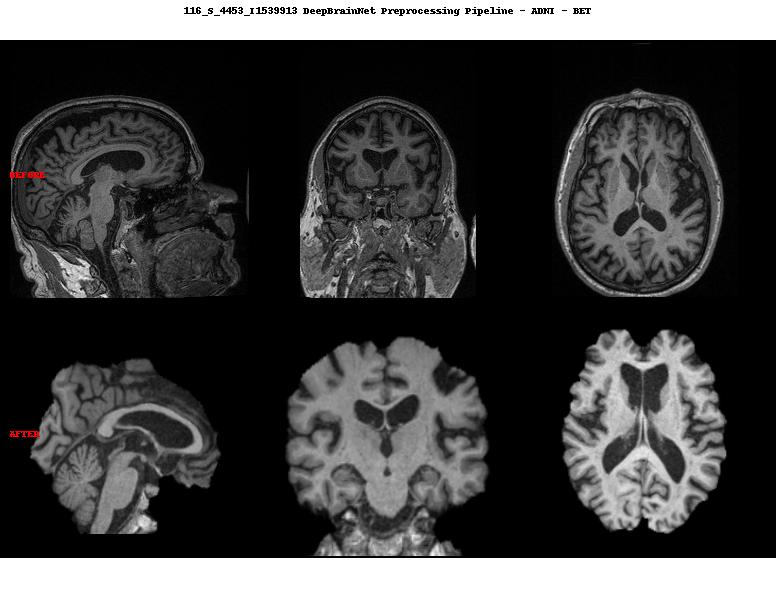 116_S_4453_I1539913 DeepBrainNet Preprocessing Pipeline - ADNI - BET
BEFORE
AFTER